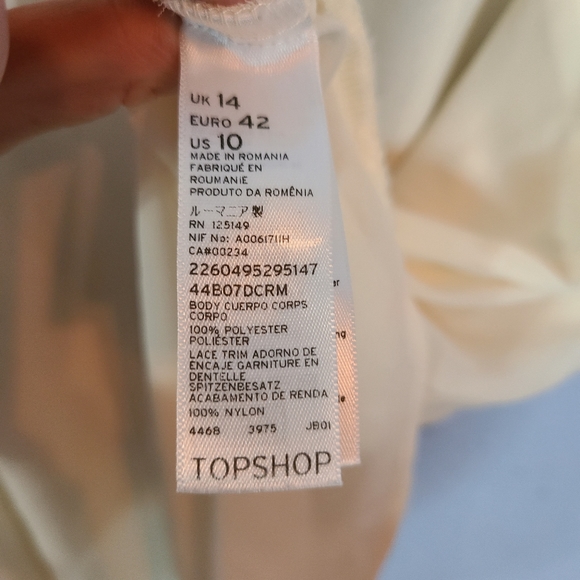 UK 14
EURO 42
US 10
MADE IN ROMANIA
FABRIQUÉ EN
ROUMANIE
PRODUTO DA ROMÊNIA
ルーマニア製
RN 125149
NIF No: A0061711H
CA#00234
2260495295147
44B07DCRM
BODY CUERPO CORPS
CORPO
100% POLYESTER
POLIÉSTER
LACE TRIM ADORNO DE
ENCAJE GARNITURE EN
DENTELLE
SPITZENBESATZ
ACABAMENTO DE RENDA
100% NYLON
446B 3975 JB01
TOPSHOP